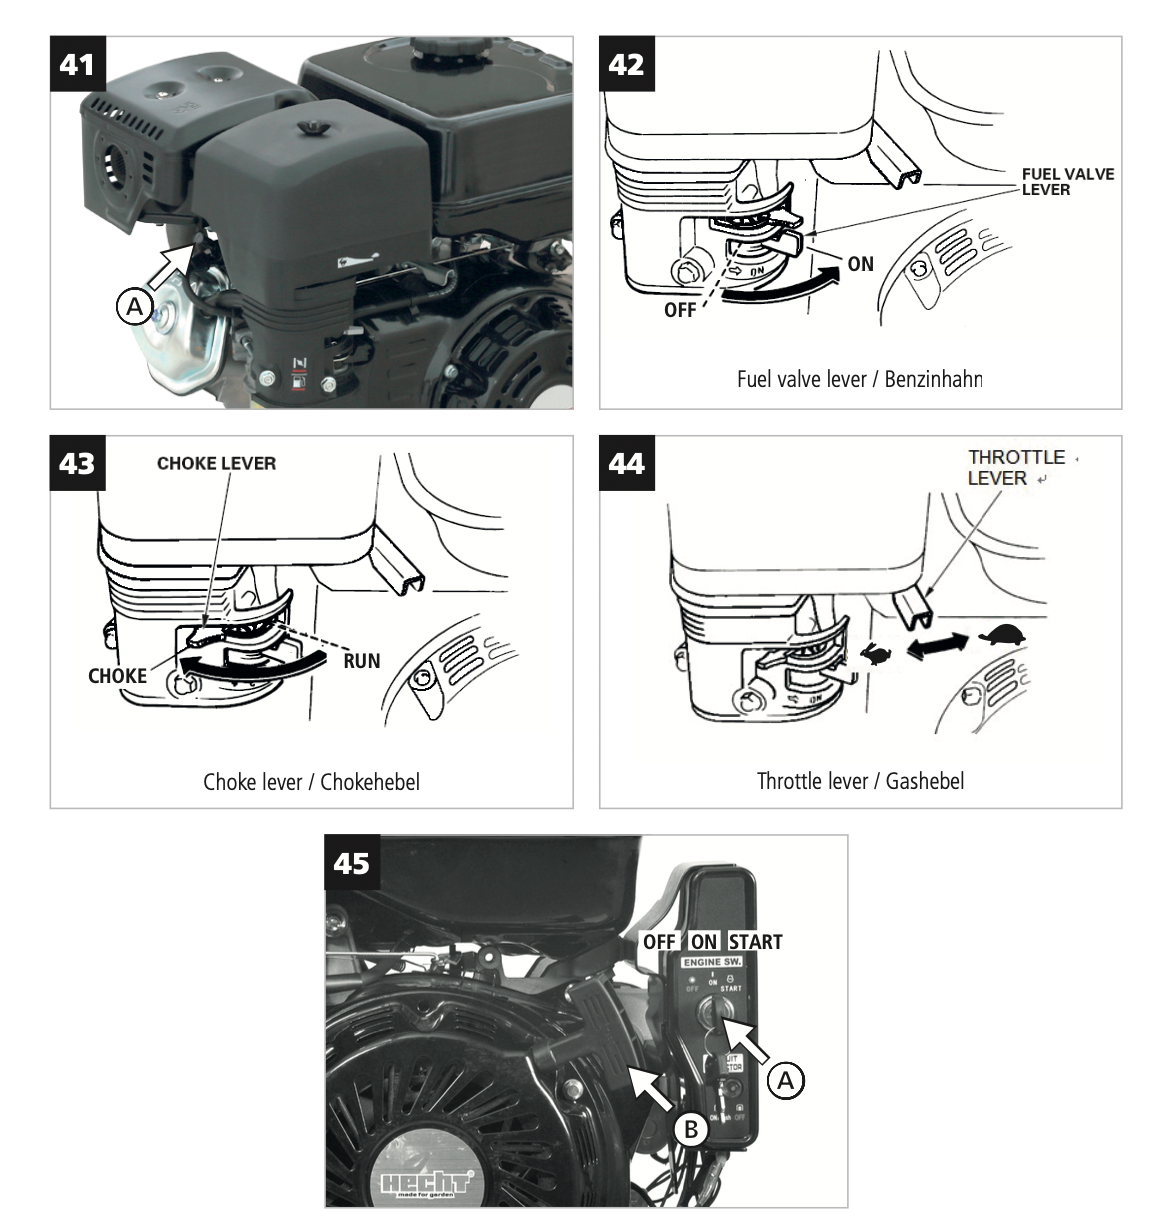 41
A
42
FUEL VALVE
LEVER
ON
OFF
ON
Fuel valve lever / Benzinhahn
43
CHOKE LEVER
CHOKE
RUN
Choke lever / Chokehebel
44
THROTTLE
LEVER
ON
Throttle lever / Gashebel
45
OFF ON START
ENGINE SW.
ON
OFF START
A
B
HECHT
made for garden